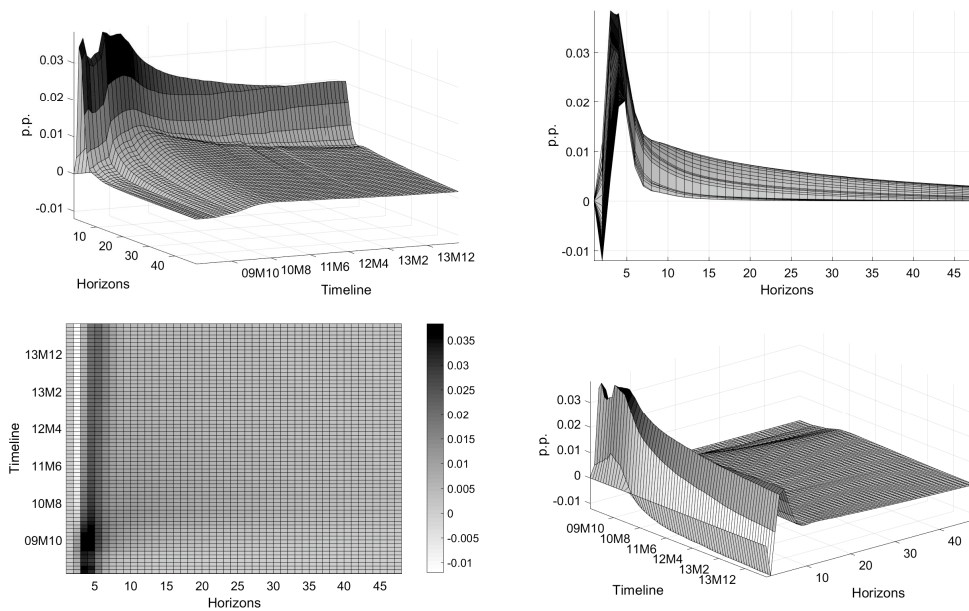 0.03
0.02
0.01
0
-0.01
p.p.
10
20
30
40
Horizons
09M10
10M8
11M6
12M4
13M2
13M12
Timeline
0.03
0.02
0.01
0
-0.01
p.p.
5
10
15
20
25
30
35
40
45
Horizons
13M12
13M2
12M4
11M6
10M8
09M10
Timeline
5
10
15
20
25
30
35
40
45
Horizons
0.035
0.03
0.025
0.02
0.015
0.01
0.005
0
-0.005
-0.01
0.03
0.02
0.01
0
-0.01
p.p.
09M10
10M8
11M6
12M4
13M2
13M12
Timeline
10
20
30
40
Horizons